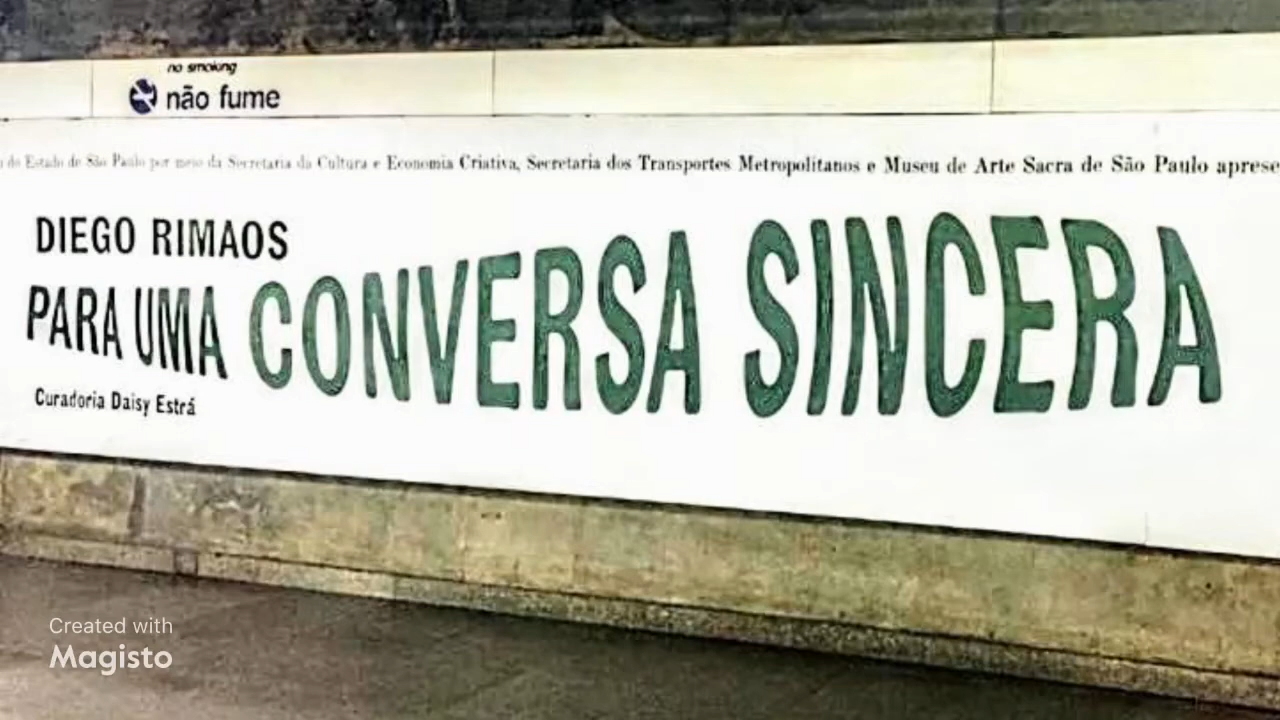 no smoking
não fume
do Estado de São Paulo por meio da Secretaria da Cultura e Economia Criativa, Secretaria dos Transportes Metropolitanos e Museu de Arte Sacra de São Paulo aprese
DIEGO RIMAOS
PARA UMA CONVERSA SINCERA
Curadoria Daisy Estrá
Created with
Magisto